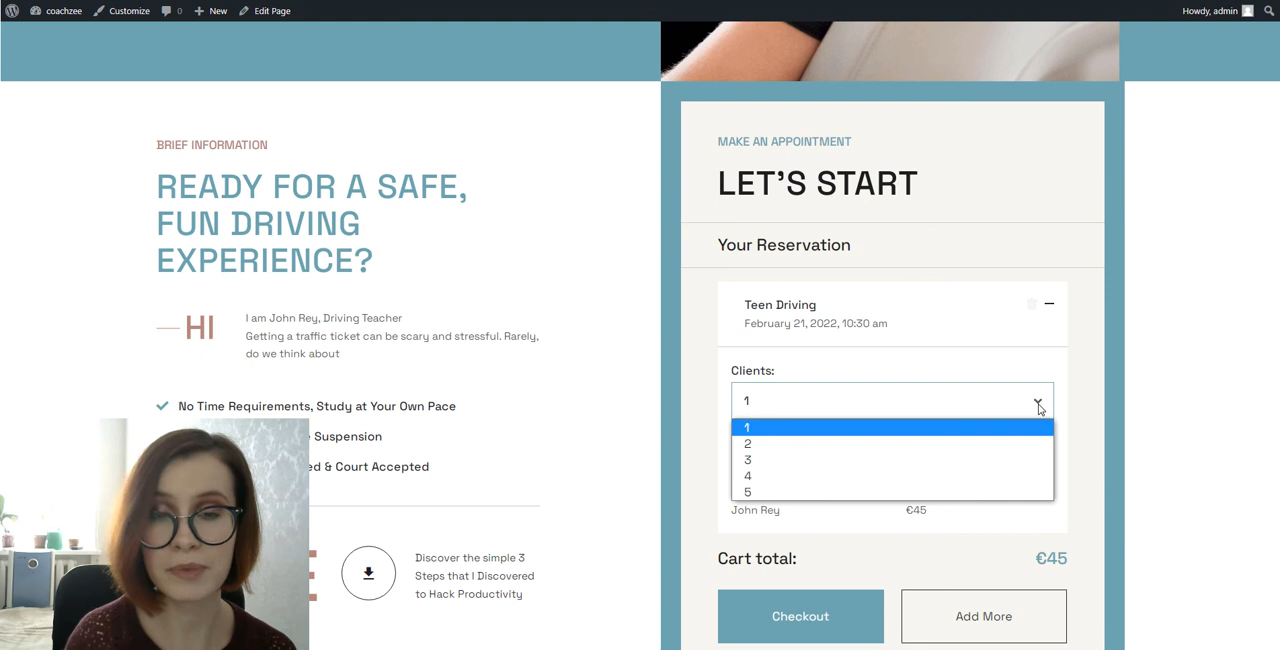 coachzee
Customize
0
New
Edit Page
Howdy, admin
BRIEF INFORMATION
READY FOR A SAFE,
FUN DRIVING
EXPERIENCE?
HI
I am John Rey, Driving Teacher
Getting a traffic ticket can be scary and stressful. Rarely,
do we think about
No Time Requirements, Study at Your Own Pace
Suspension
ed & Court Accepted
Discover the simple 3
Steps that I Discovered
to Hack Productivity
MAKE AN APPOINTMENT
LET'S START
Your Reservation
Teen Driving
February 21, 2022, 10:30 am
Clients:
1
1
2
3
4
5
John Rey
€45
Cart total:
€45
Checkout
Add More